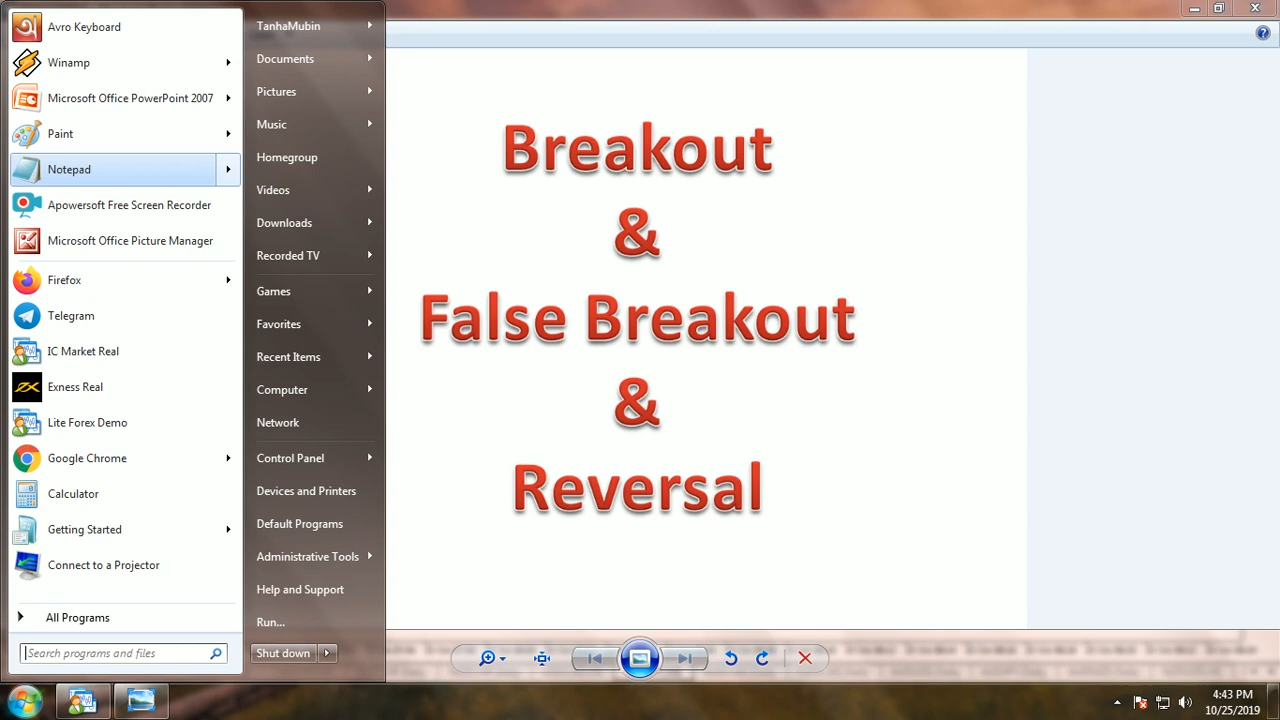 Avro Keyboard
Winamp
Microsoft Office PowerPoint 2007
Paint
Notepad
Apowersoft Free Screen Recorder
Microsoft Office Picture Manager
Firefox
Telegram
IC Market Real
Exness Real
Lite Forex Demo
Google Chrome
Calculator
Getting Started
Connect to a Projector
All Programs
Search programs and files
TanhaMubin
Documents
Pictures
Music
Homegroup
Videos
Downloads
Recorded TV
Games
Favorites
Recent Items
Computer
Network
Control Panel
Devices and Printers
Default Programs
Administrative Tools
Help and Support
Run...
Shut down
Breakout
&
False Breakout
&
Reversal
4:43 PM
10/25/2019